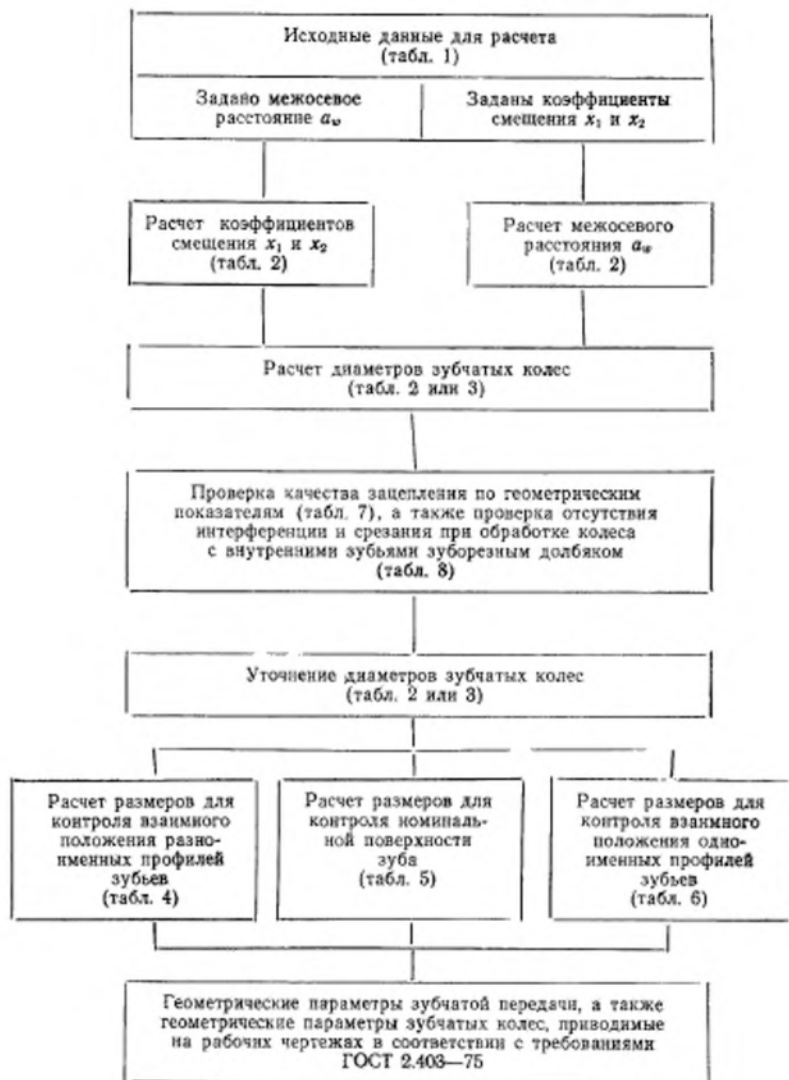 Исходные данные для расчета
(табл. 1)
Задано межосевое
расстояние a_w
Заданы коэффициенты
смещения x₁ и x₂
Расчет коэффициентов
смещения x₁ и x₂
(табл. 2)
Расчет межосевого
расстояния a_w
(табл. 2)
Расчет диаметров зубчатых колес
(табл. 2 или 3)
Проверка качества зацепления по геометрическим
показателям (табл. 7), а также проверка отсутствия
интерференции и срезания при обработке колеса
с внутренними зубьями зуборезным долбяком
(табл. 8)
Уточнение диаметров зубчатых колес
(табл. 2 или 3)
Расчет размеров для
контроля взаимного
положения разно-
именных профилей
зубьев
(табл. 4)
Расчет размеров для
контроля номиналь-
ной поверхности
зуба
(табл. 5)
Расчет размеров для
контроля взаимного
положения одно-
именных профилей
зубьев
(табл. 6)
Геометрические параметры зубчатой передачи, а также
геометрические параметры зубчатых колес, приводимые
на рабочих чертежах в соответствии с требованиями
ГОСТ 2.403—75